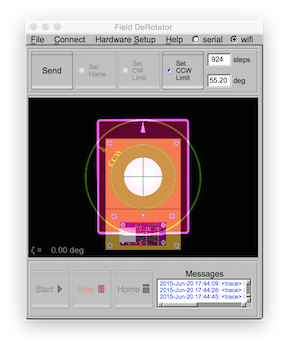 Field DeRotator
File Connect Hardware Setup Help serial wifi
Send
Set Home
Set CW Limit
Set CCW Limit
924 steps
55.20 deg
CCW
ζ = 0.00 deg
Start
Stop
Home
Messages
2015-Jun-20 17:44:09: <trace>
2015-Jun-20 17:44:28: <trace>
2015-Jun-20 17:44:45: <trace>